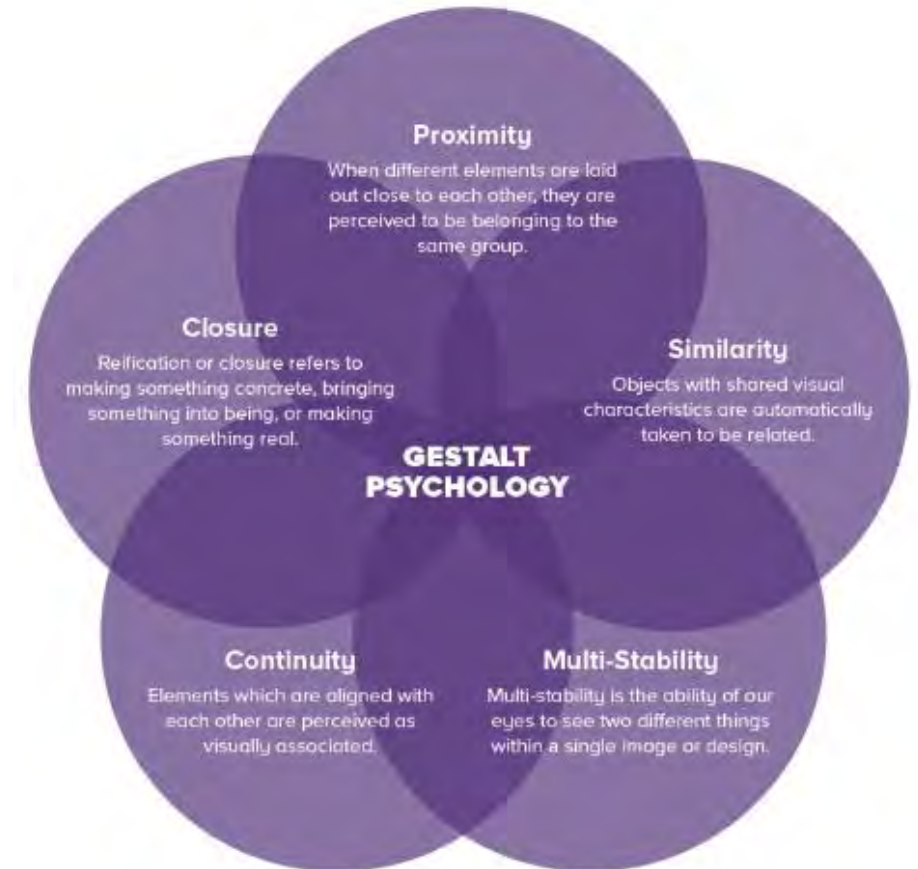 Proximity
When different elements are laid
out close to each other, they are
perceived to be belonging to the
same group.
Closure
Reification or closure refers to
making something concrete, bringing
something into being, or making
something real.
Similarity
Objects with shared visual
characteristics are automatically
taken to be related.
GESTALT
PSYCHOLOGY
Continuity
Elements which are aligned with
each other are perceived as
visually associated.
Multi-Stability
Multi-stability is the ability of our
eyes to see two different things
within a single image or design.